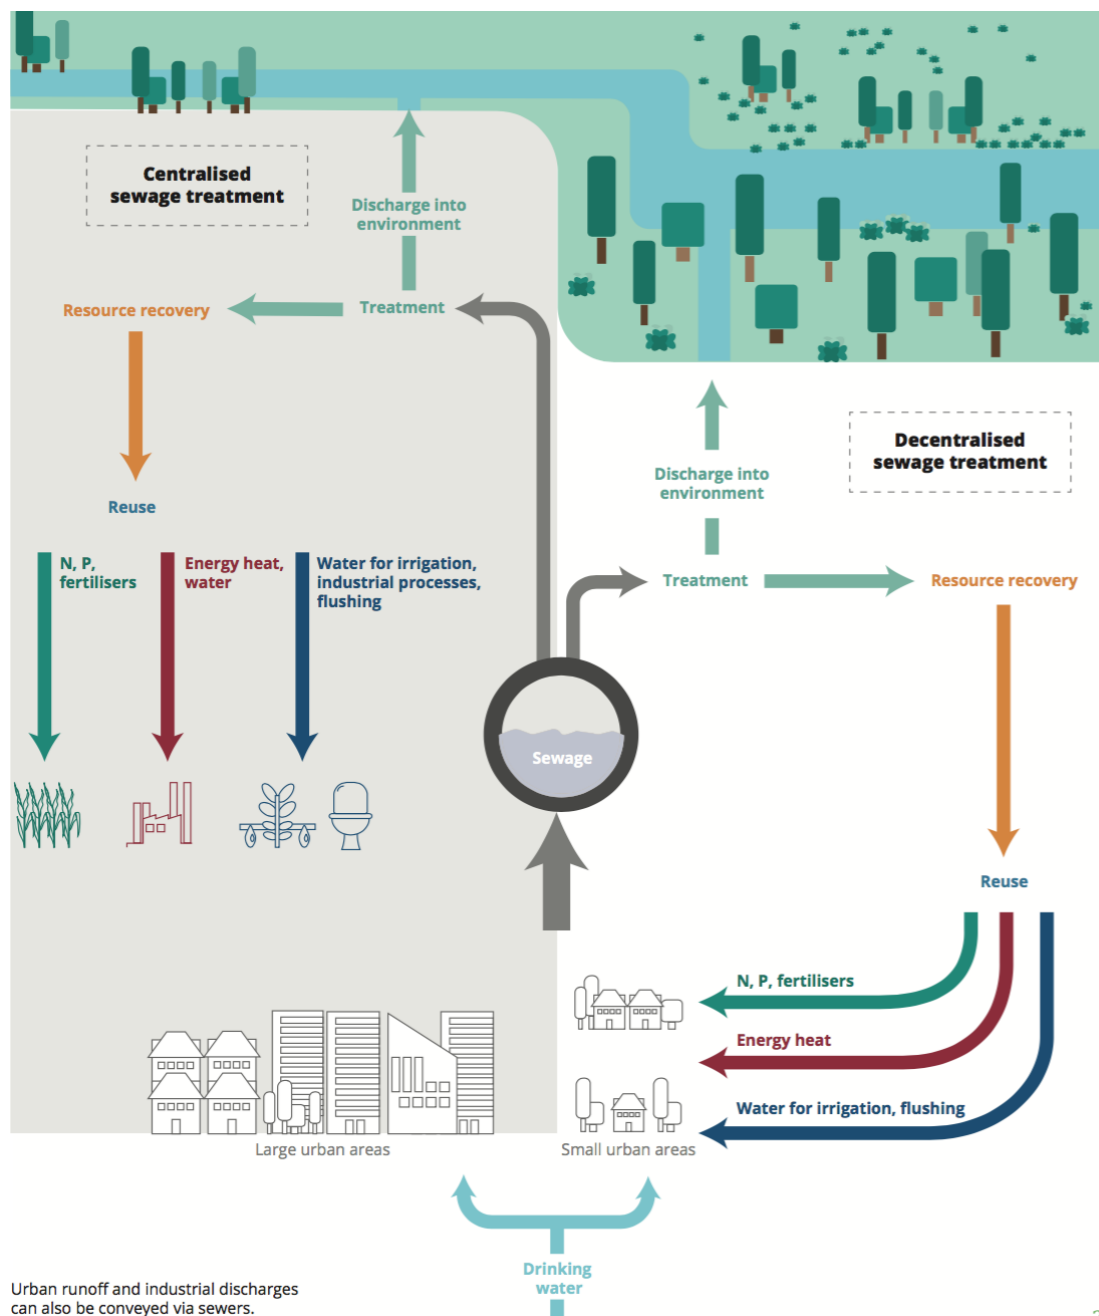 Centralised
sewage treatment
Discharge into
environment
Resource recovery
Treatment
Reuse
N, P,
fertilisers
Energy heat,
water
Water for irrigation,
industrial processes,
flushing
Decentralised
sewage treatment
Discharge into
environment
Treatment
Resource recovery
Sewage
Reuse
N, P, fertilisers
Energy heat
Water for irrigation, flushing
Large urban areas
Small urban areas
Drinking
water
Urban runoff and industrial discharges
can also be conveyed via sewers.